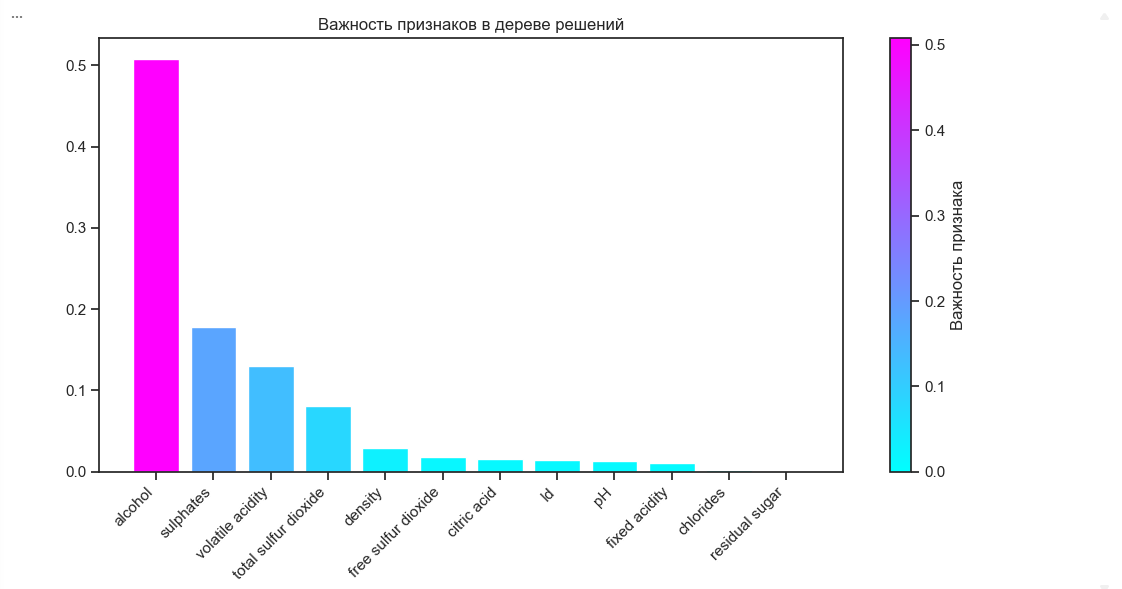 ...
Важность признаков в дереве решений
0.5
0.4
0.3
0.2
0.1
0.0
alcohol
sulphates
volatile acidity
total sulfur dioxide
density
free sulfur dioxide
citric acid
Id
pH
fixed acidity
chlorides
residual sugar
0.5
0.4
0.3
0.2
0.1
0.0
Важность признака